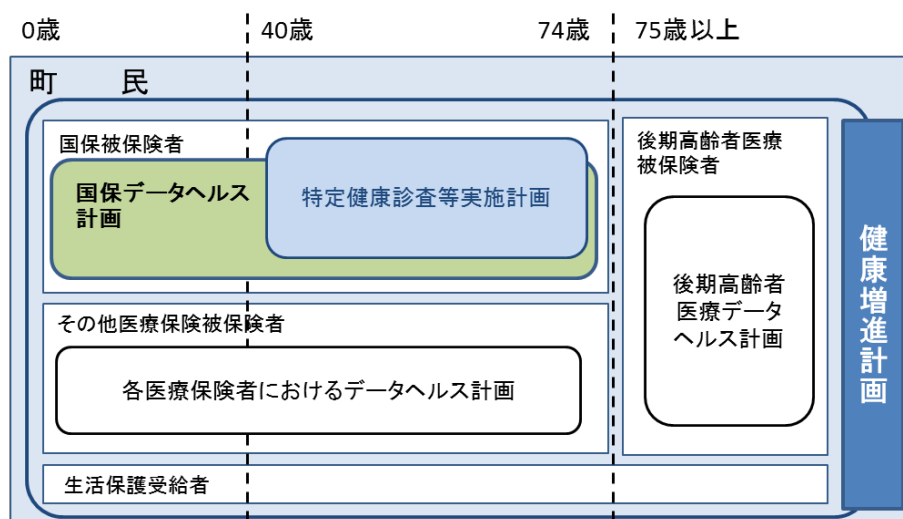 0歳
40歳
74歳
75歳以上
町　　民
国保被保険者
国保データヘルス
計画
特定健康診査等実施計画
後期高齢者医療
被保険者
後期高齢者
医療データ
ヘルス計画
その他医療保険被保険者
各医療保険者におけるデータヘルス計画
生活保護受給者
健康増進計画